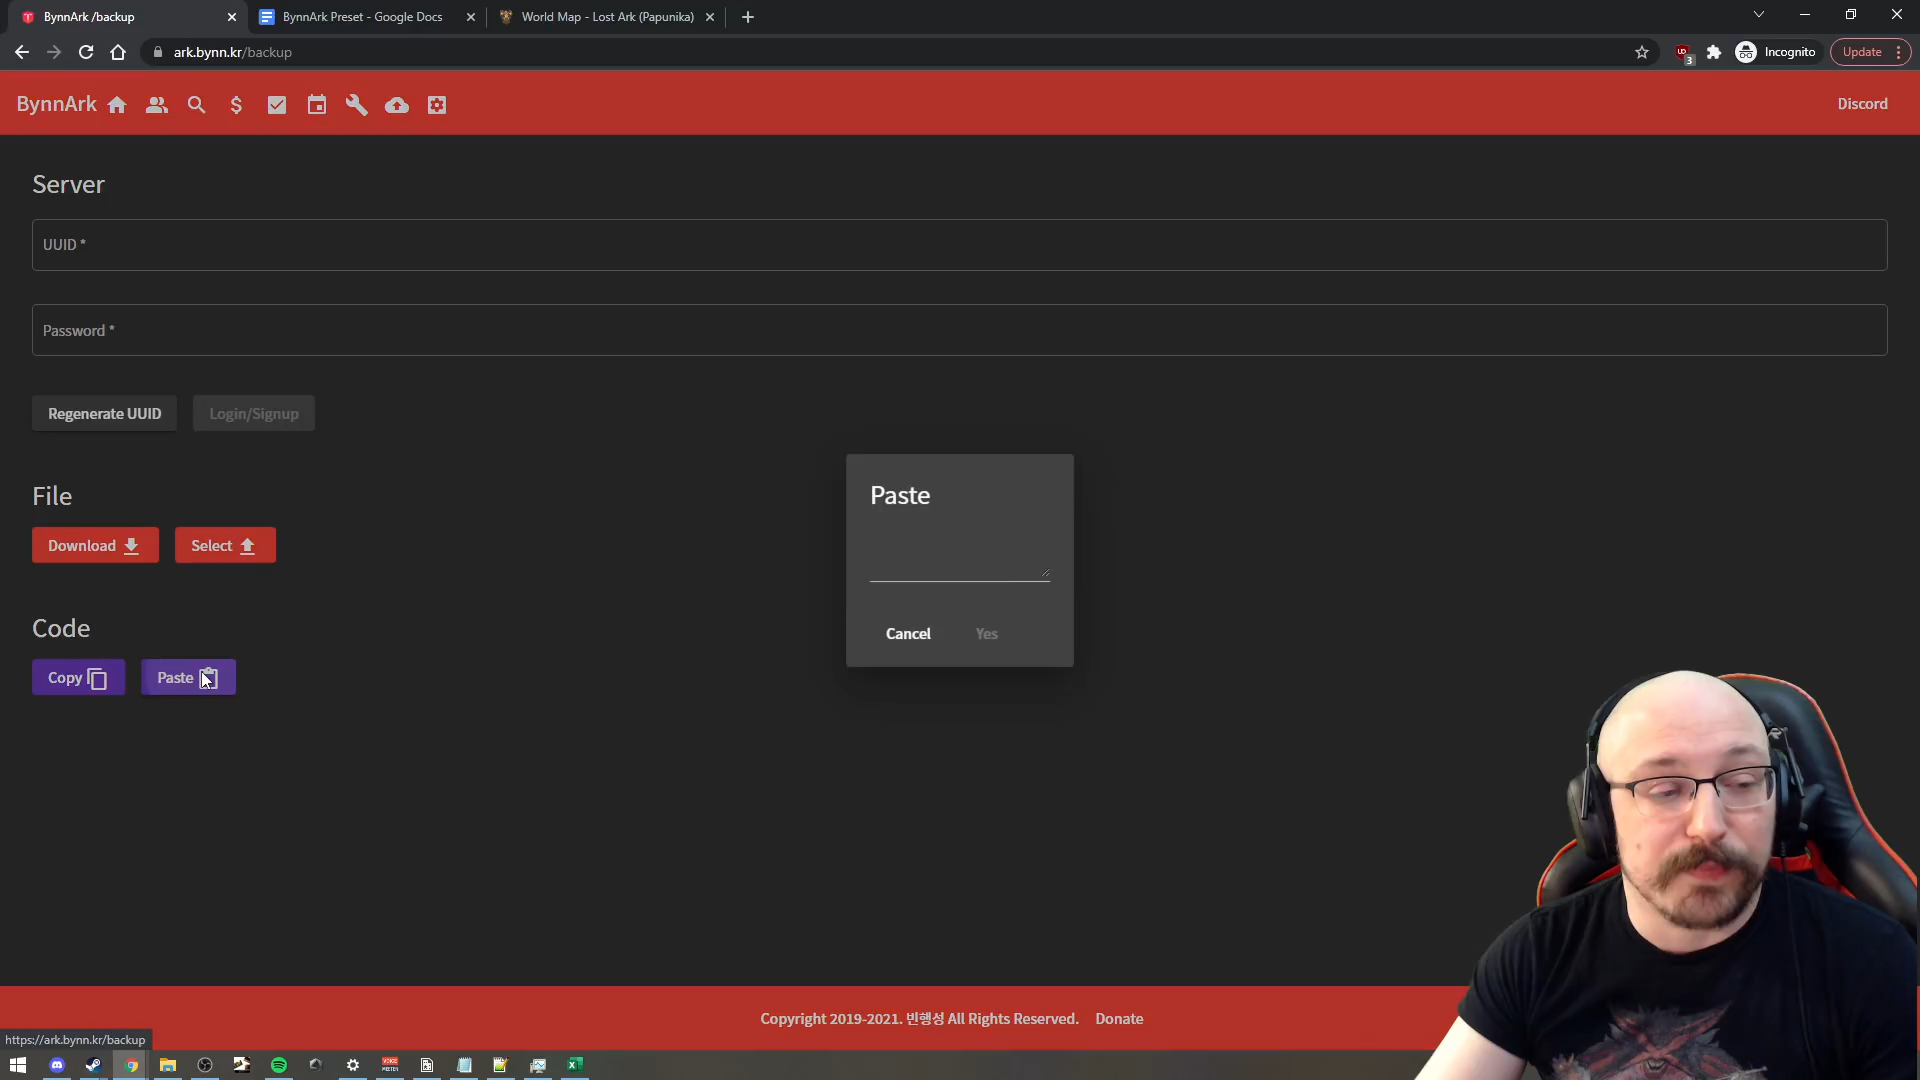 BynnArk /backup
BynnArk Preset - Google Docs
World Map - Lost Ark (Papunika)
ark.bynn.kr/backup
3
Incognito
Update
BynnArk
Discord
Server
UUID *
Password *
Regenerate UUID
Login/Signup
File
Download
Select
Code
Copy
Paste
Paste
Cancel
Yes
Copyright 2019-2021. 빈행성 All Rights Reserved.
Donate
https://ark.bynn.kr/backup